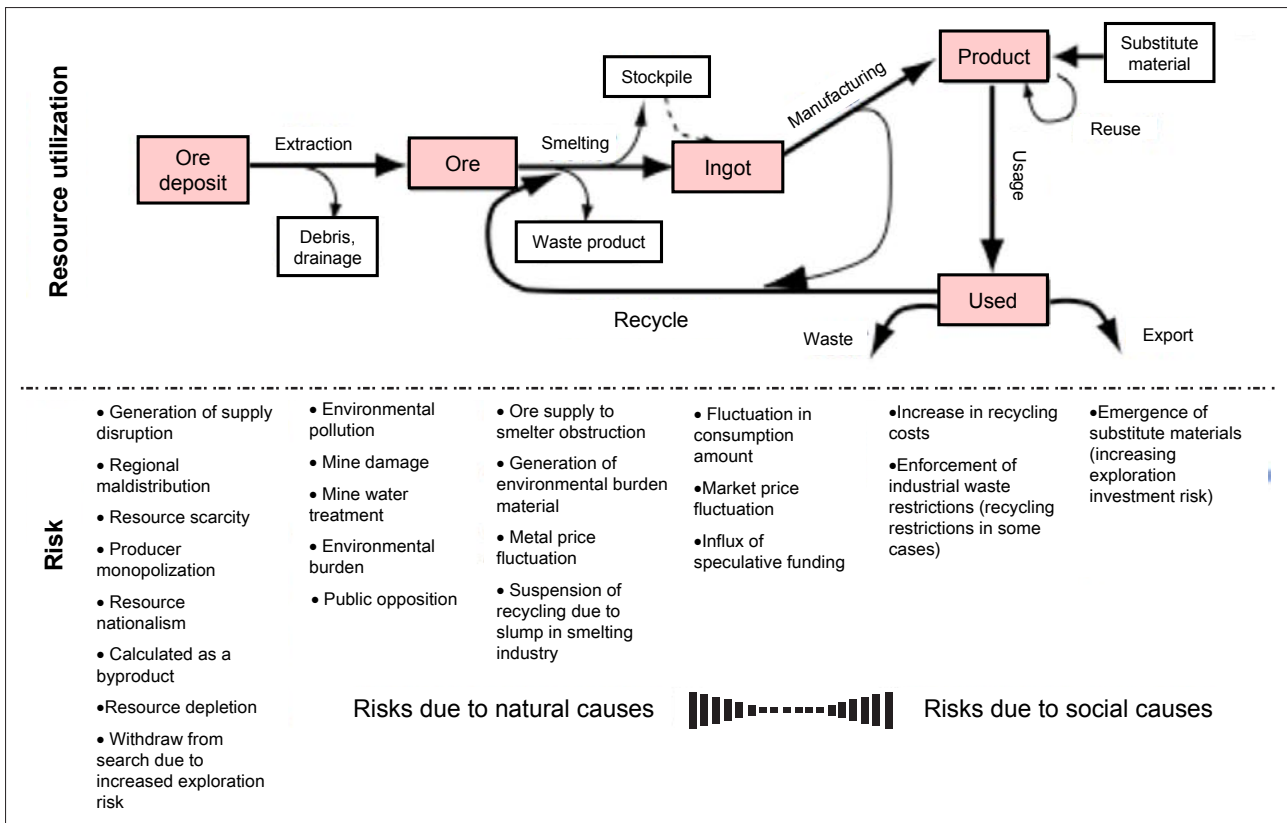 Resource utilization
Ore
deposit
Extraction
Debris,
drainage
Ore
Smelting
Stockpile
Waste product
Ingot
Manufacturing
Product
Substitute
material
Reuse
Usage
Used
Recycle
Waste
Export
Risk
• Generation of supply
disruption
• Regional
maldistribution
• Resource scarcity
• Producer
monopolization
• Resource
nationalism
• Calculated as a
byproduct
•Resource depletion
• Withdraw from
search due to
increased exploration
risk
• Environmental
pollution
• Mine damage
• Mine water
treatment
• Environmental
burden
• Public opposition
• Ore supply to
smelter obstruction
• Generation of
environmental burden
material
• Metal price
fluctuation
• Suspension of
recycling due to
slump in smelting
industry
• Fluctuation in
consumption
amount
•Market price
fluctuation
•Influx of
speculative funding
•Increase in recycling
costs
•Enforcement of
industrial waste
restrictions (recycling
restrictions in some
cases)
•Emergence of
substitute materials
(increasing
exploration
investment risk)
Risks due to natural causes
Risks due to social causes